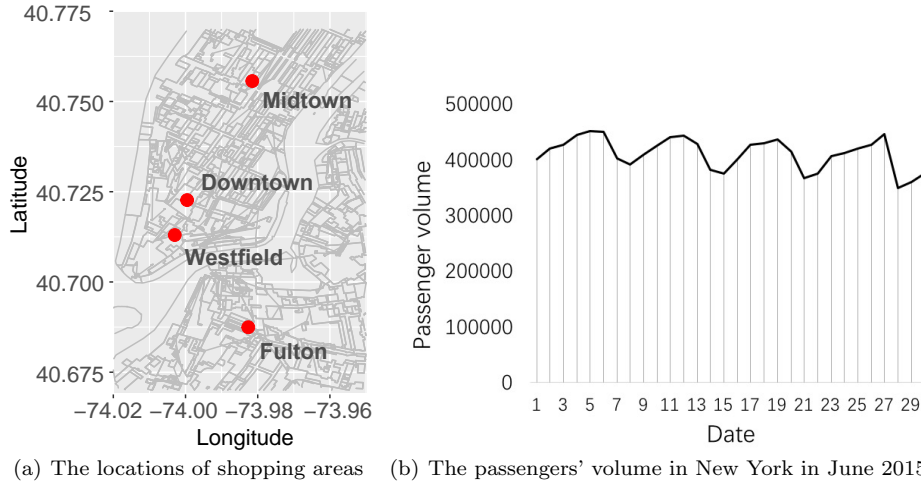 40.775
40.750
40.725
40.700
40.675
Latitude
Midtown
Downtown
Westfield
Fulton
−74.02 −74.00 −73.98 −73.96
Longitude
(a) The locations of shopping areas
500000
400000
300000
200000
100000
0
Passenger volume
1 3 5 7 9 11 13 15 17 19 21 23 25 27 29
Date
(b) The passengers' volume in New York in June 2015